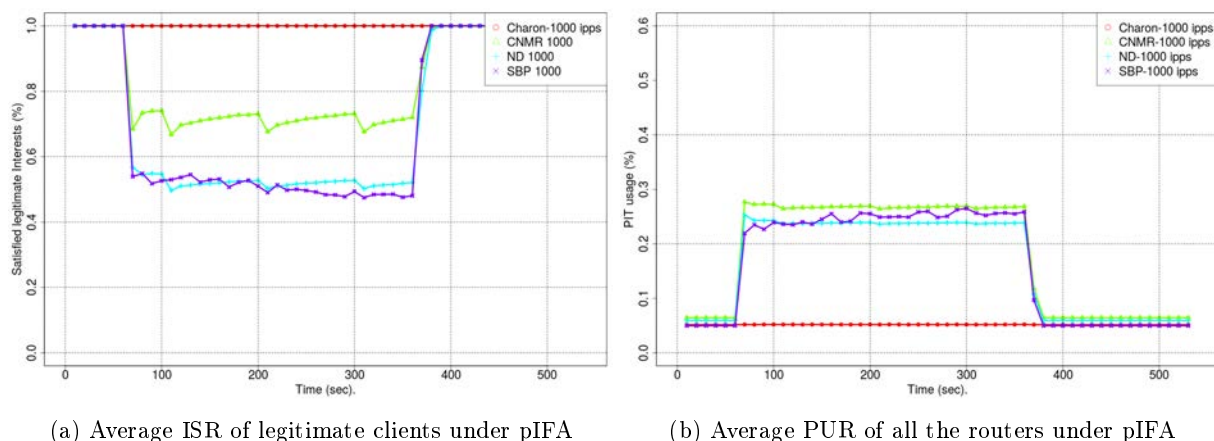 1.0
0.8
0.6
0.4
0.2
0.0
Satisfied legitimate Interests (%)
0 100 200 300 400 500
Time (sec).
Charon-1000 ipps
CNMR 1000
ND 1000
SBP 1000
(a) Average ISR of legitimate clients under pIFA
0.6
0.5
0.4
0.3
0.2
0.1
0.0
PIT usage (%)
0 100 200 300 400 500
Time (sec).
Charon-1000 ipps
CNMR-1000 ipps
ND-1000 ipps
SBP-1000 ipps
(b) Average PUR of all the routers under pIFA